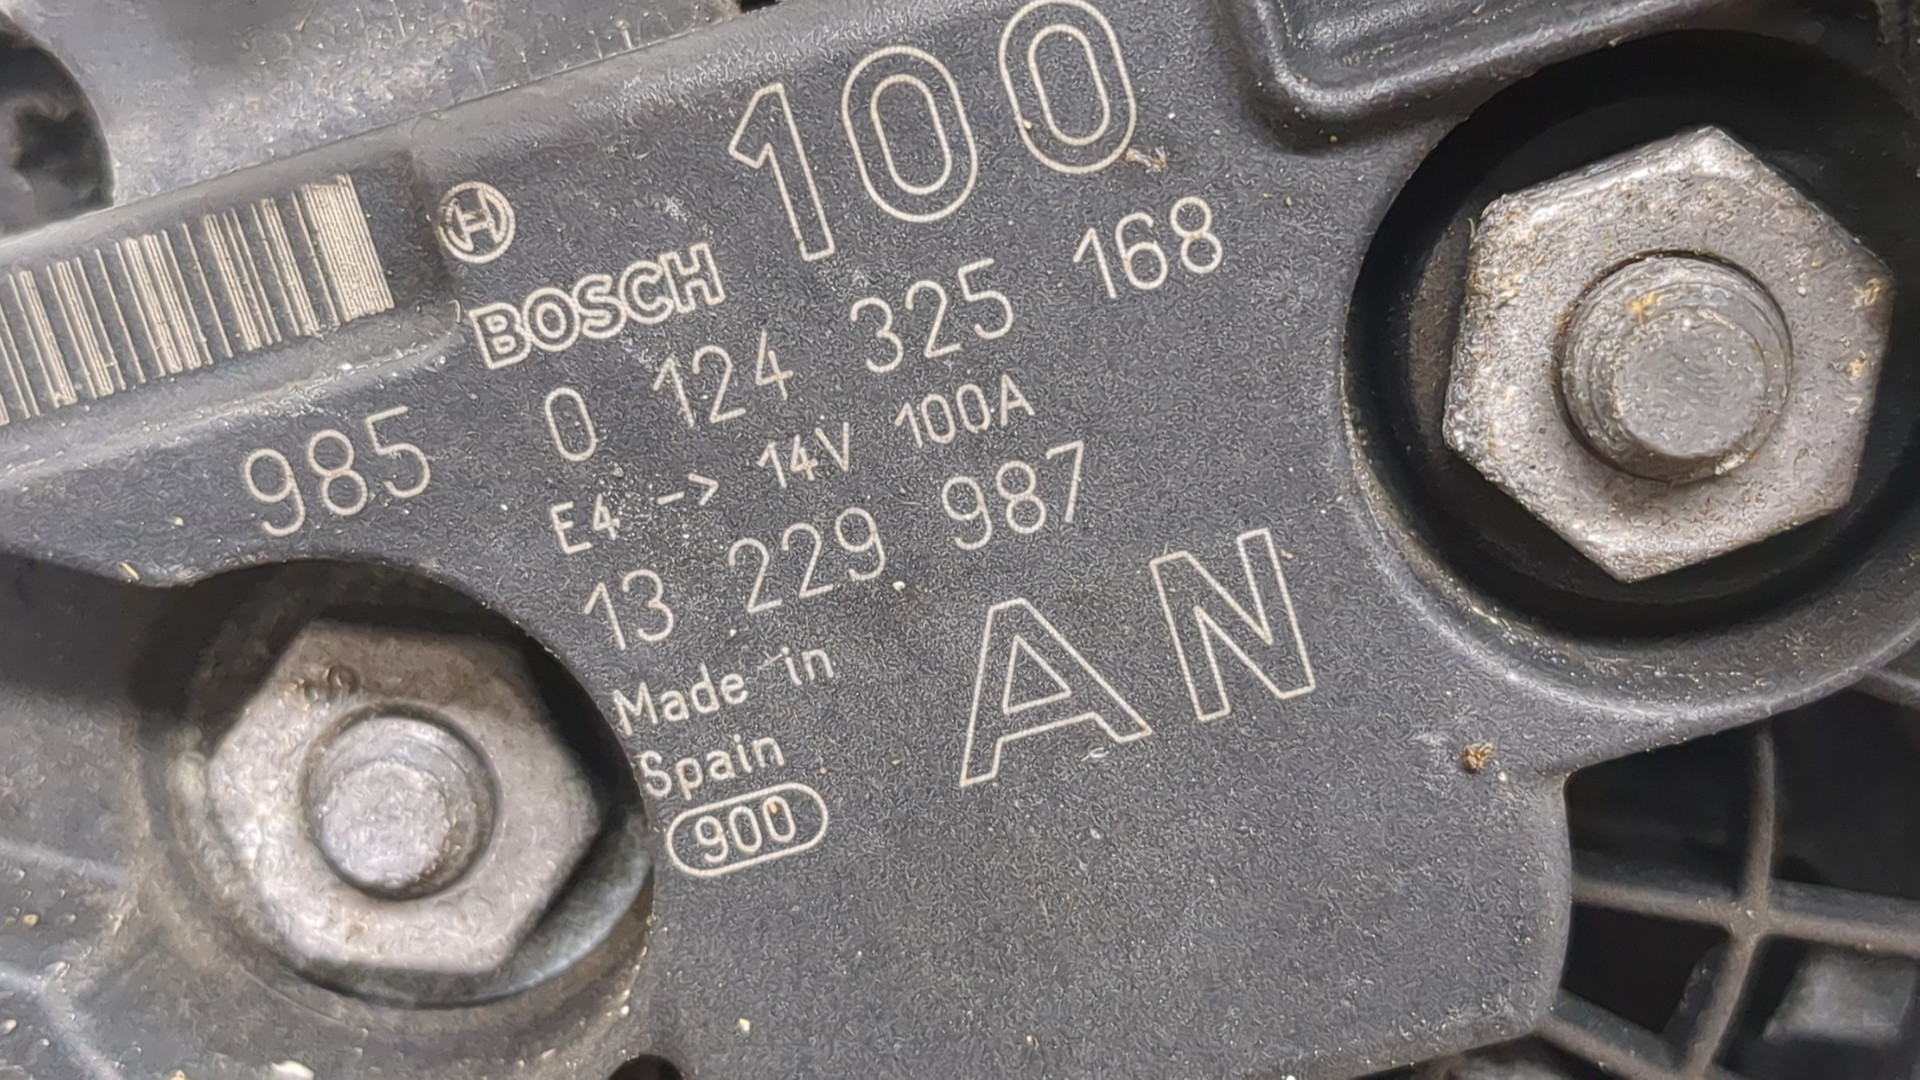 100
BOSCH
0 124 325 168
985
E4 -> 14V 100A
13 229 987
AN
Made in
Spain
900